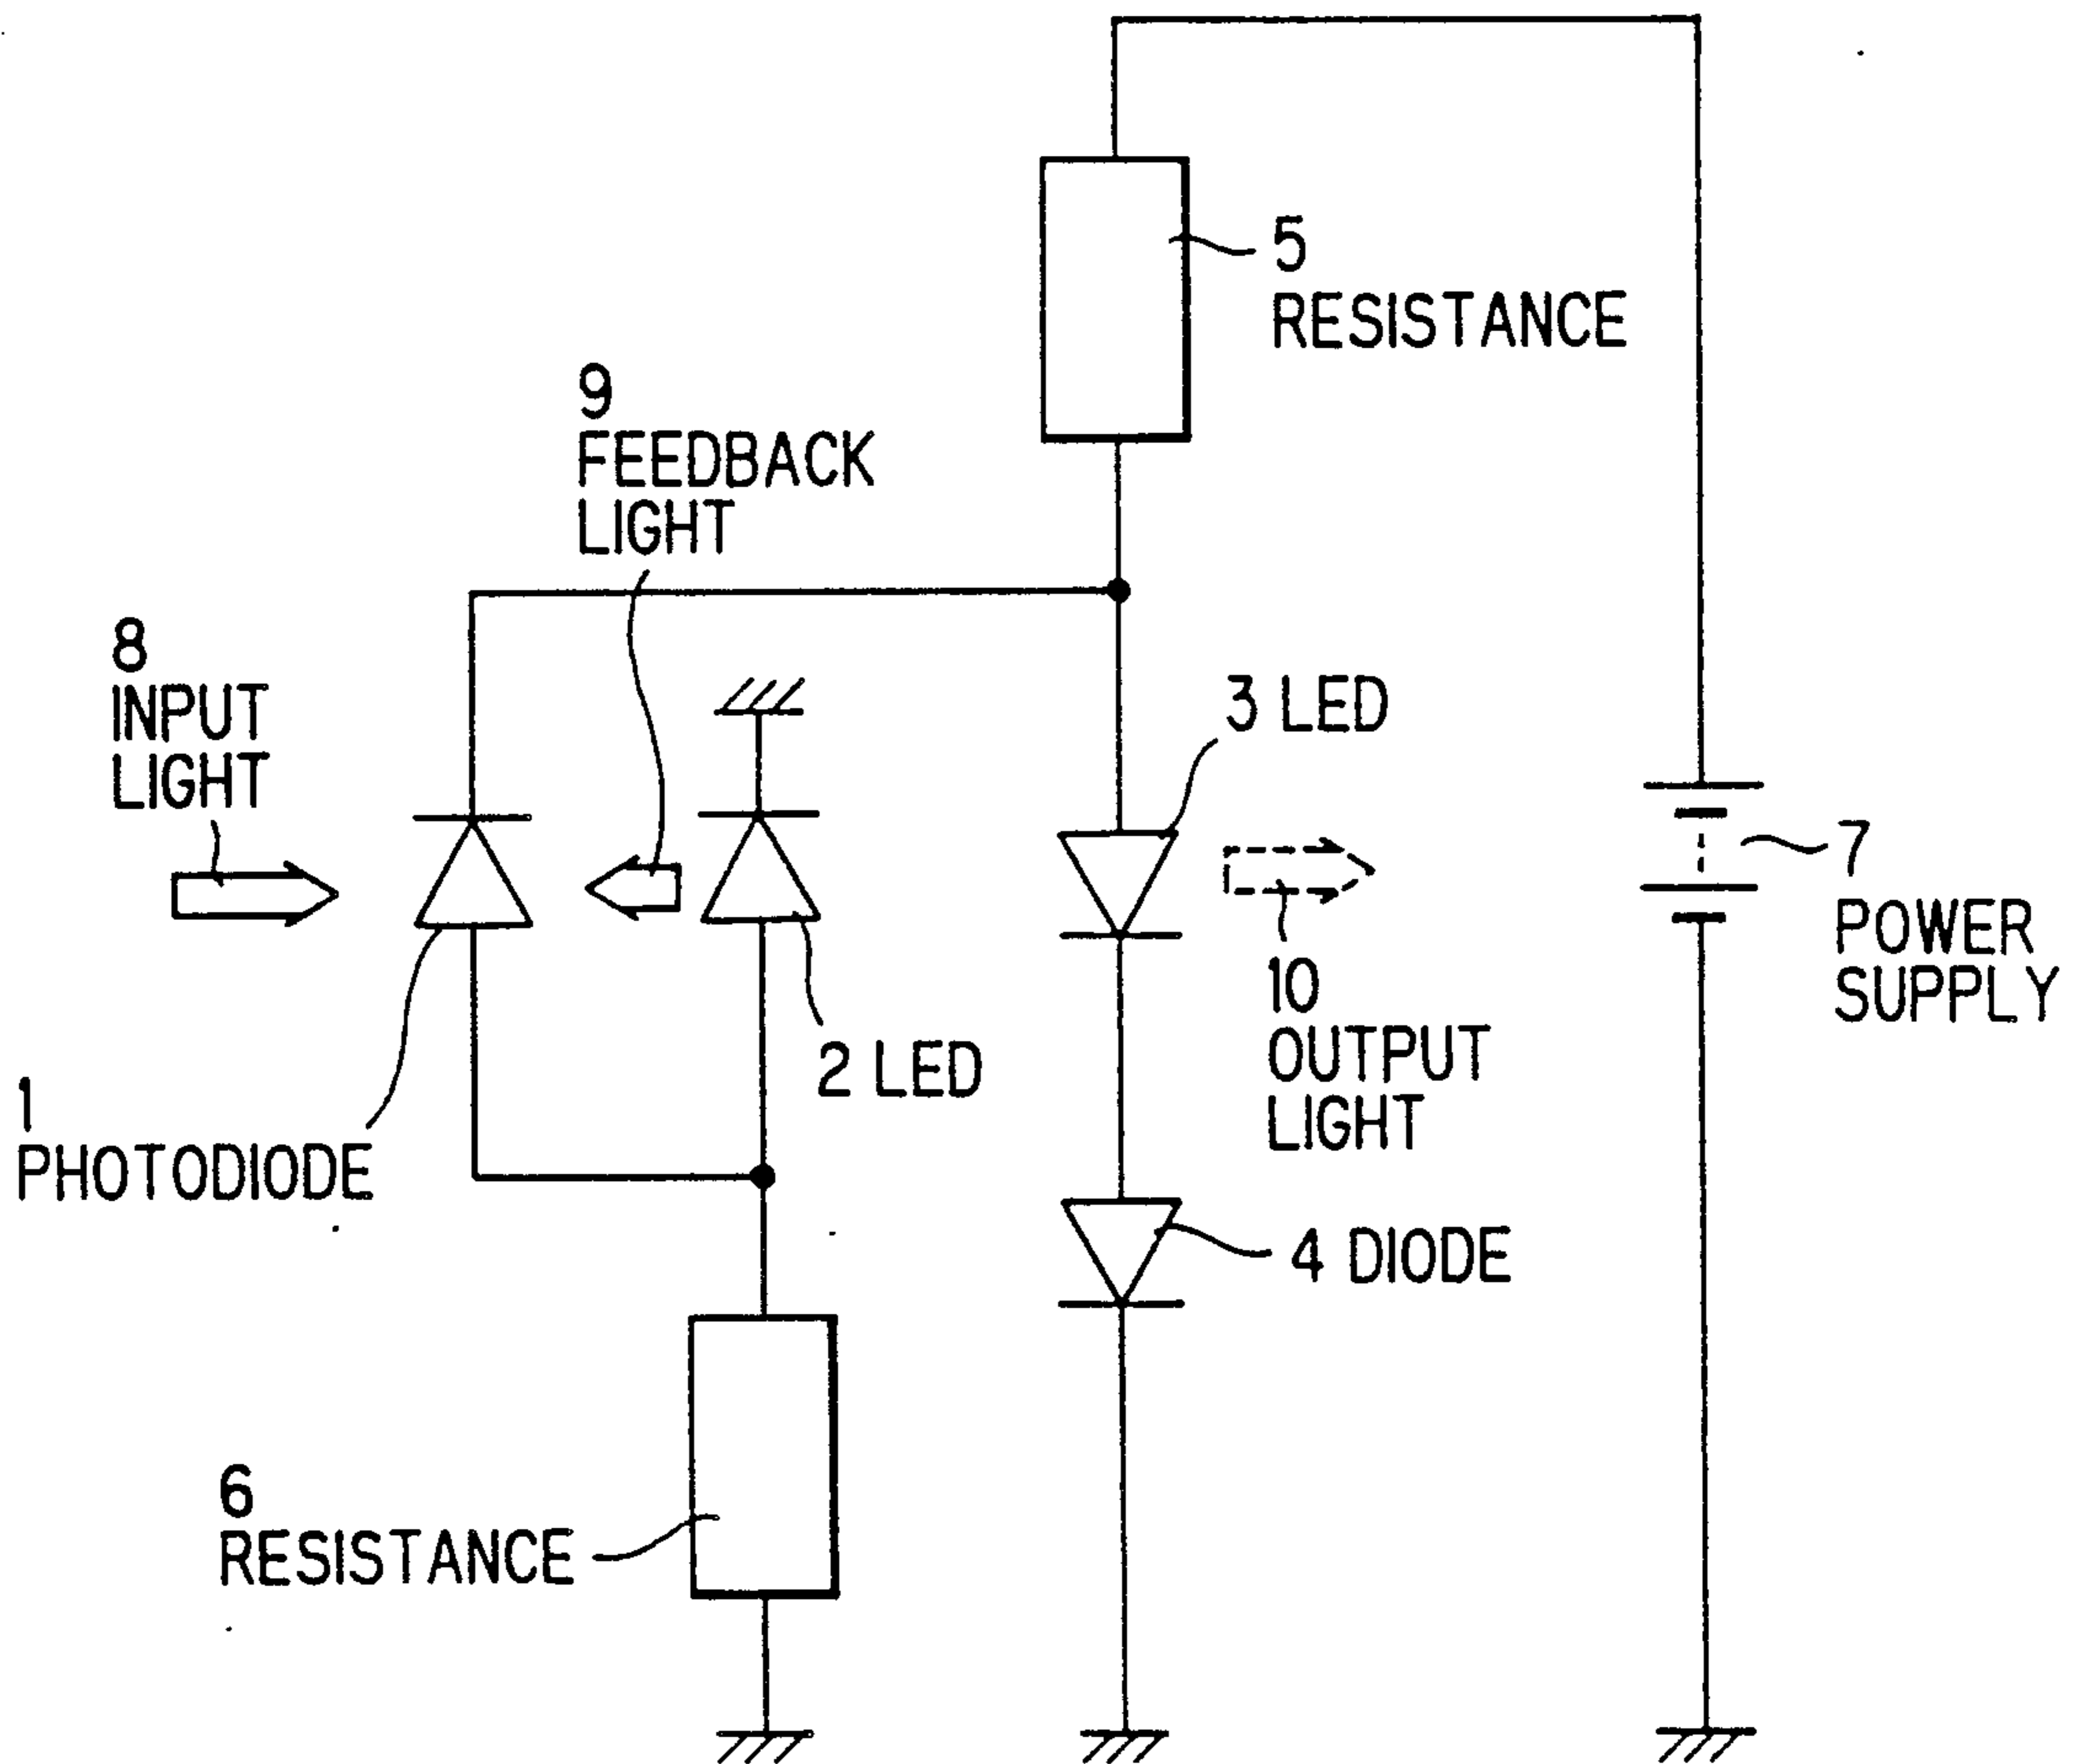 5
RESISTANCE
9
FEEDBACK
LIGHT
8
INPUT
LIGHT
3 LED
7
POWER
SUPPLY
10
OUTPUT
LIGHT
2 LED
1
PHOTODIODE
4 DIODE
6
RESISTANCE